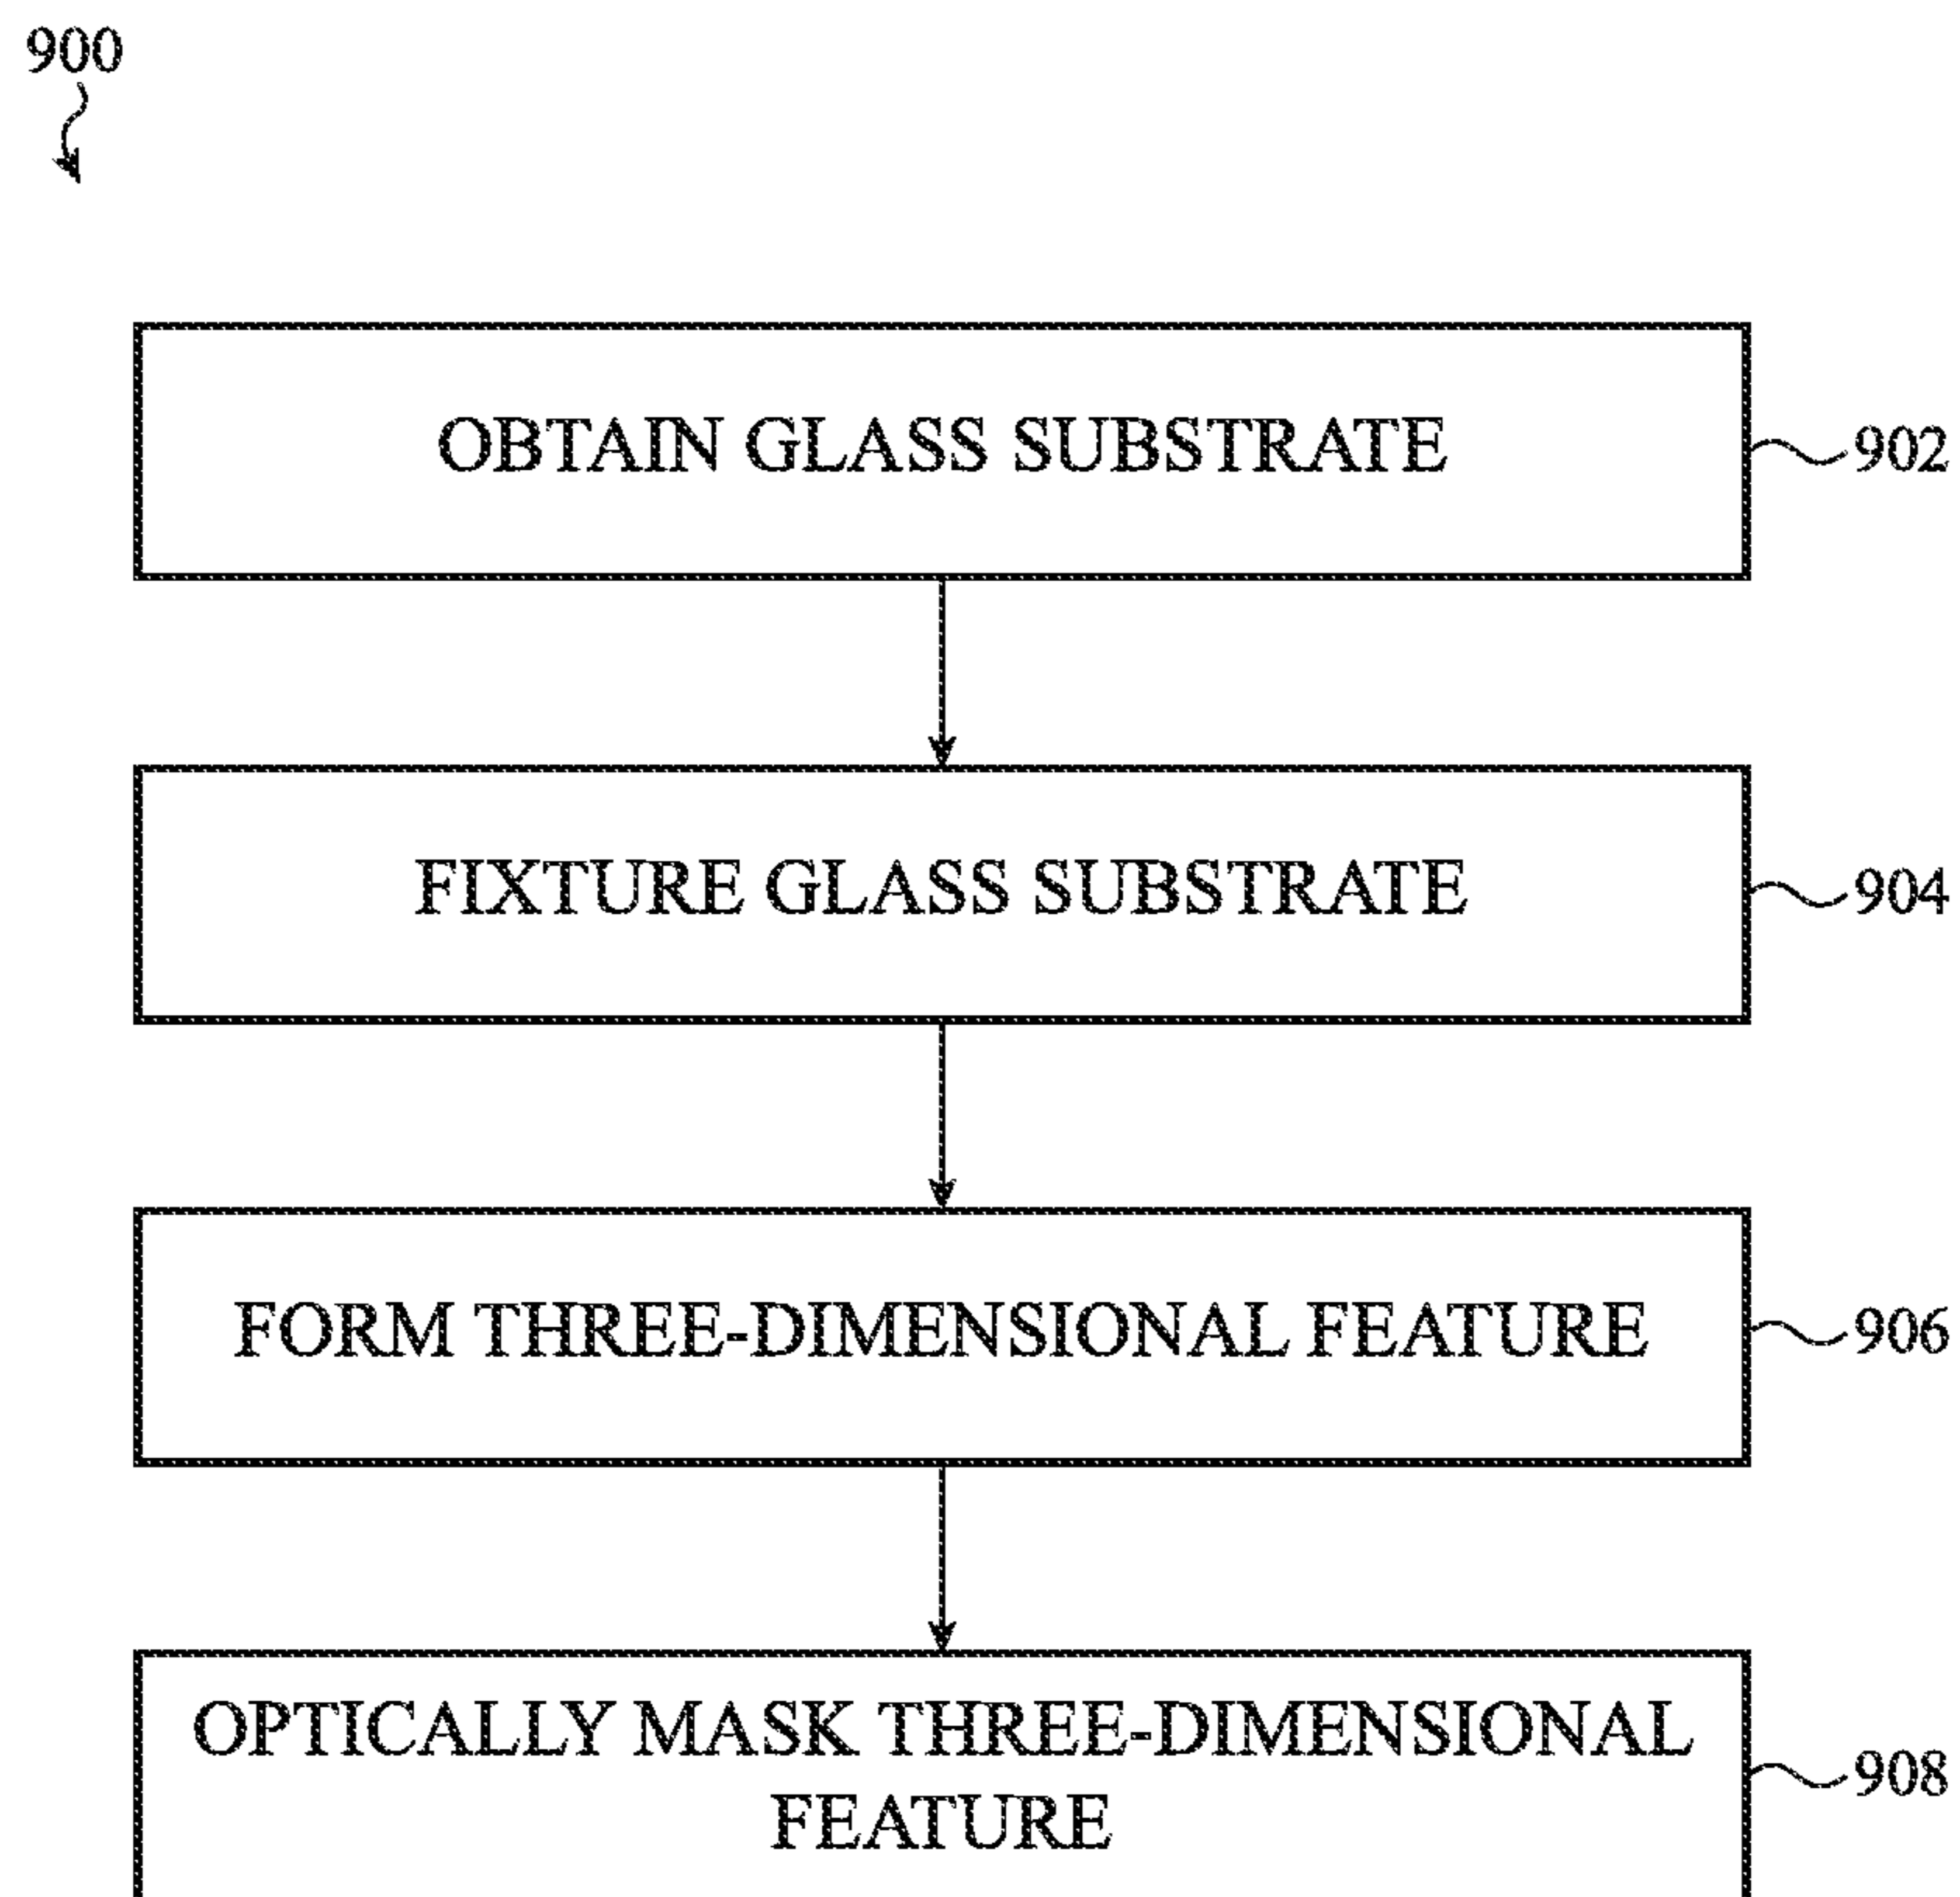 900
OBTAIN GLASS SUBSTRATE
902
FIXTURE GLASS SUBSTRATE
904
FORM THREE-DIMENSIONAL FEATURE
906
OPTICALLY MASK THREE-DIMENSIONAL
FEATURE
908